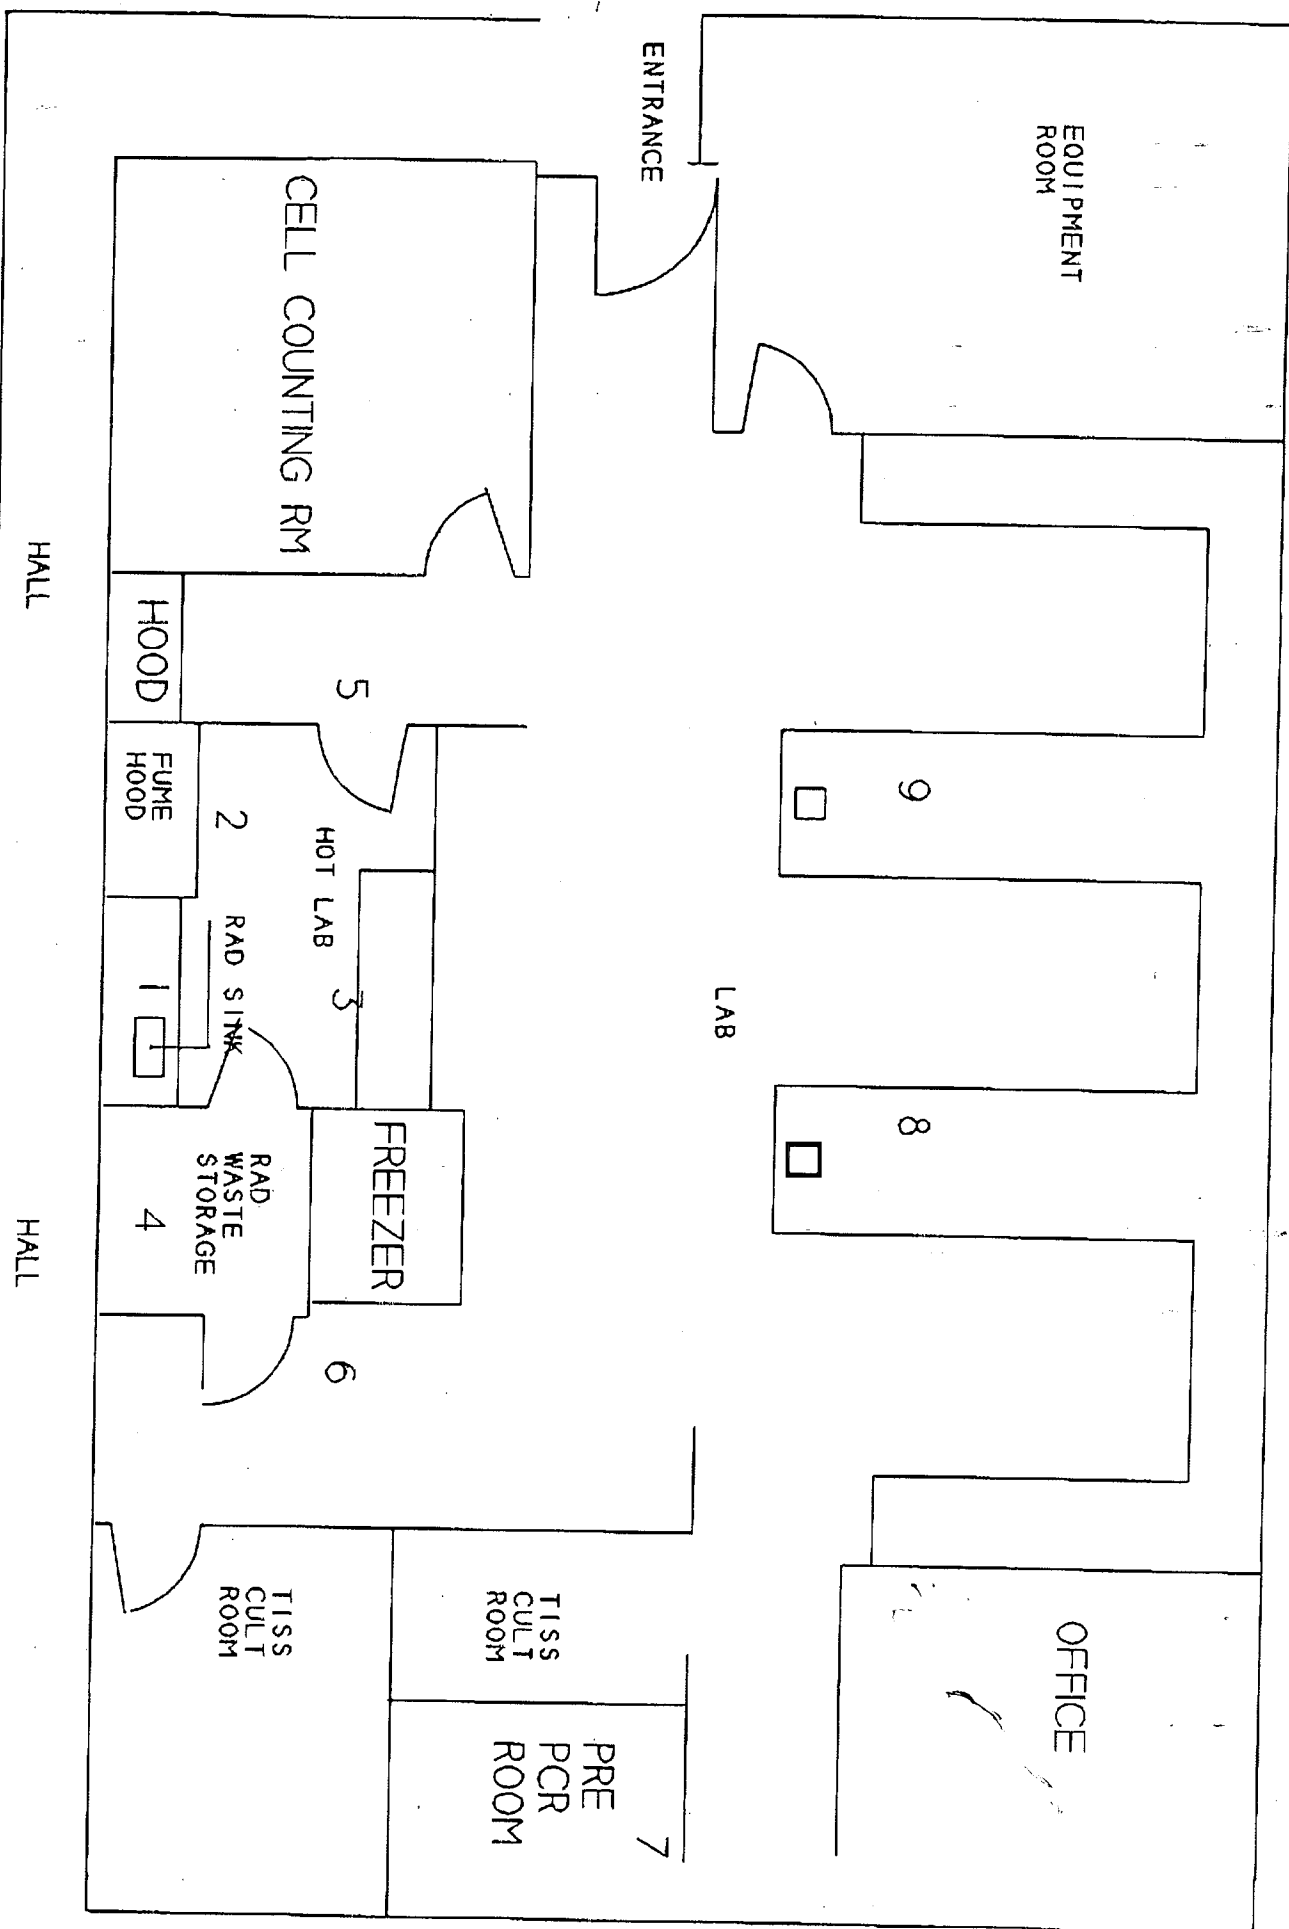 ENTRANCE
EQUIPMENT
ROOM
CELL COUNTING RM
HALL
HOOD
5
FUME
HOOD
2
HOT LAB
RAD SINK
1
3
LAB
9
8
FREEZER
RAD
WASTE
STORAGE
4
HALL
6
TISS
CULT
ROOM
TISS
CULT
ROOM
PRE
PCR
ROOM
7
OFFICE